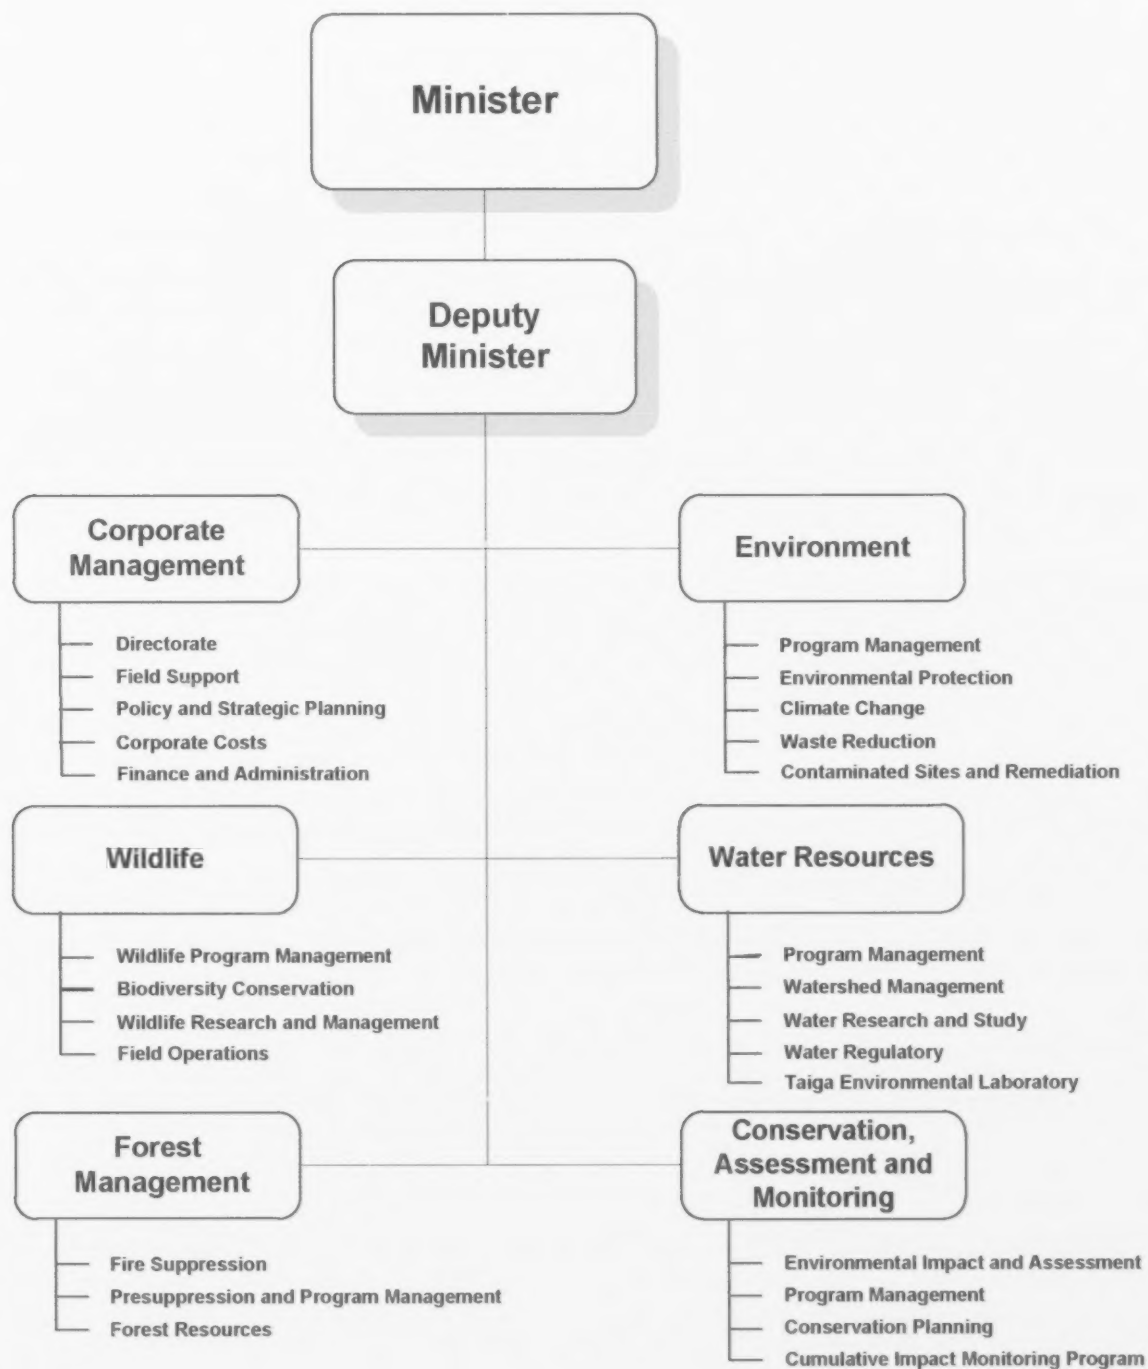 Minister
Deputy
Minister
Corporate
Management
Directorate
Field Support
Policy and Strategic Planning
Corporate Costs
Finance and Administration
Environment
Program Management
Environmental Protection
Climate Change
Waste Reduction
Contaminated Sites and Remediation
Wildlife
Wildlife Program Management
Biodiversity Conservation
Wildlife Research and Management
Field Operations
Water Resources
Program Management
Watershed Management
Water Research and Study
Water Regulatory
Taiga Environmental Laboratory
Forest
Management
Fire Suppression
Presuppression and Program Management
Forest Resources
Conservation,
Assessment and
Monitoring
Environmental Impact and Assessment
Program Management
Conservation Planning
Cumulative Impact Monitoring Program